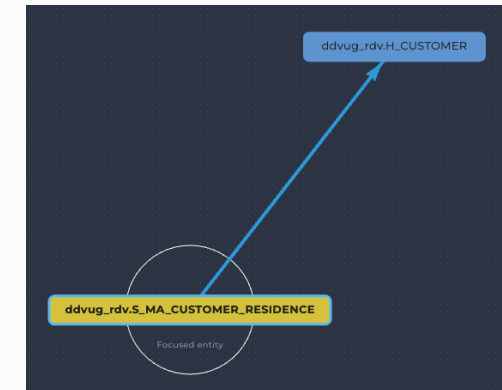 ddvug_rdv.H_CUSTOMER
ddvug_rdv.S_MA_CUSTOMER_RESIDENCE
Focused entity